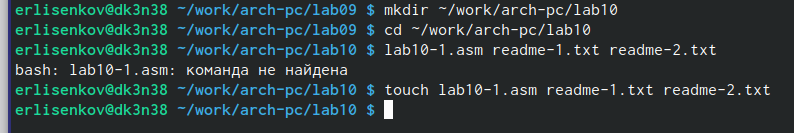 erlisenkov@dk3n38 ~/work/arch-pc/lab09 $ mkdir ~/work/arch-pc/lab10
erlisenkov@dk3n38 ~/work/arch-pc/lab09 $ cd ~/work/arch-pc/lab10
erlisenkov@dk3n38 ~/work/arch-pc/lab10 $ lab10-1.asm readme-1.txt readme-2.txt
bash: lab10-1.asm: команда не найдена
erlisenkov@dk3n38 ~/work/arch-pc/lab10 $ touch lab10-1.asm readme-1.txt readme-2.txt
erlisenkov@dk3n38 ~/work/arch-pc/lab10 $